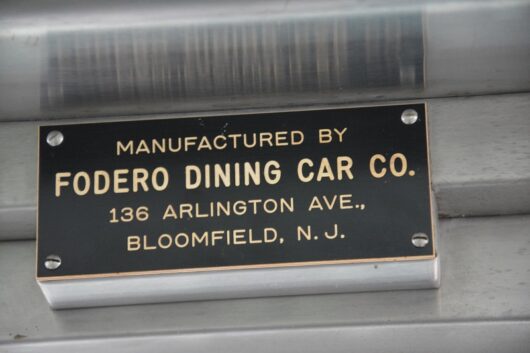 MANUFACTURED BY
FODERO DINING CAR CO.
136 ARLINGTON AVE.,
BLOOMFIELD, N. J.